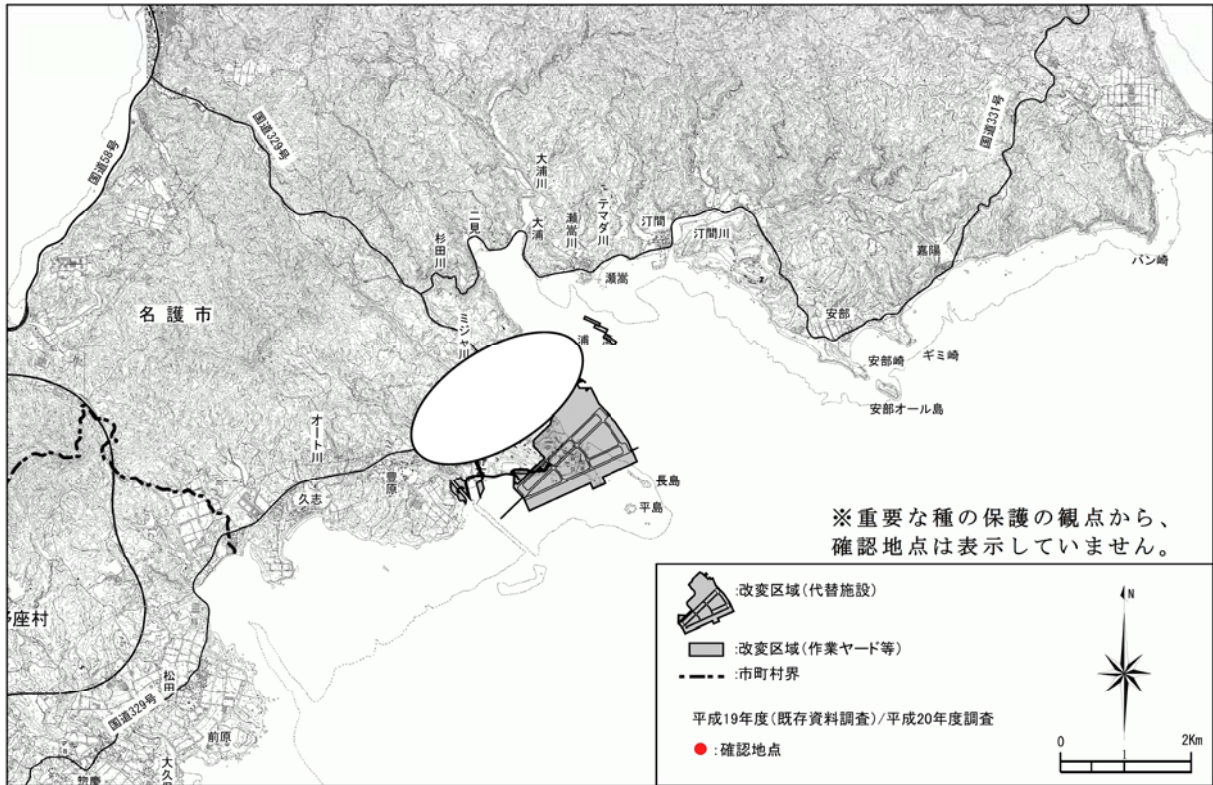 国道58号
国道329号
国道331号
大浦川
大浦
二見
杉田川
瀬嵩川
テマダ川
汀間
汀間川
瀬嵩
嘉陽
バン崎
安部
安部崎
ギミ崎
安部オール島
名護市
ミジャ川
浦
オート川
久志
豊原
長島
平島
座村
松田
国道329号
前原
惣慶
※重要な種の保護の観点から、
確認地点は表示していません。
:改変区域(代替施設)
:改変区域(作業ヤード等)
:市町村界
平成19年度(既存資料調査)/平成20年度調査
:確認地点
N
0 1 2Km